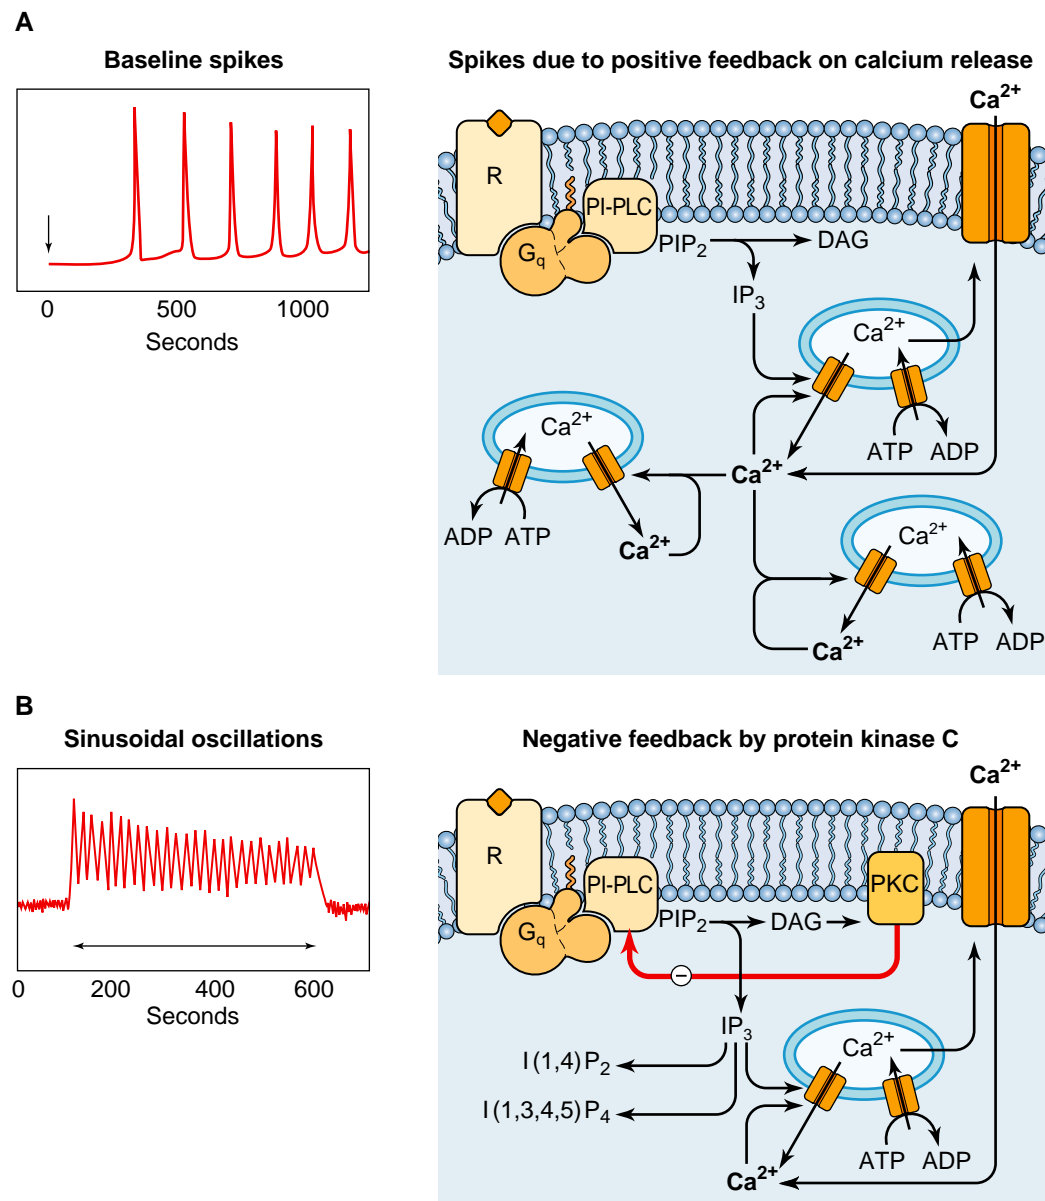 A
Baseline spikes
Spikes due to positive feedback on calcium release
Ca2+
R
PI-PLC
Gq
PIP2
DAG
IP3
Ca2+
ATP
ADP
Ca2+
Ca2+
ADP
ATP
Ca2+
Ca2+
Ca2+
ATP
ADP
0
500
1000
Seconds
B
Sinusoidal oscillations
Negative feedback by protein kinase C
Ca2+
R
PI-PLC
PKC
Gq
PIP2
DAG
−
IP3
Ca2+
I (1,4) P2
I (1,3,4,5) P4
ATP
ADP
Ca2+
0
200
400
600
Seconds